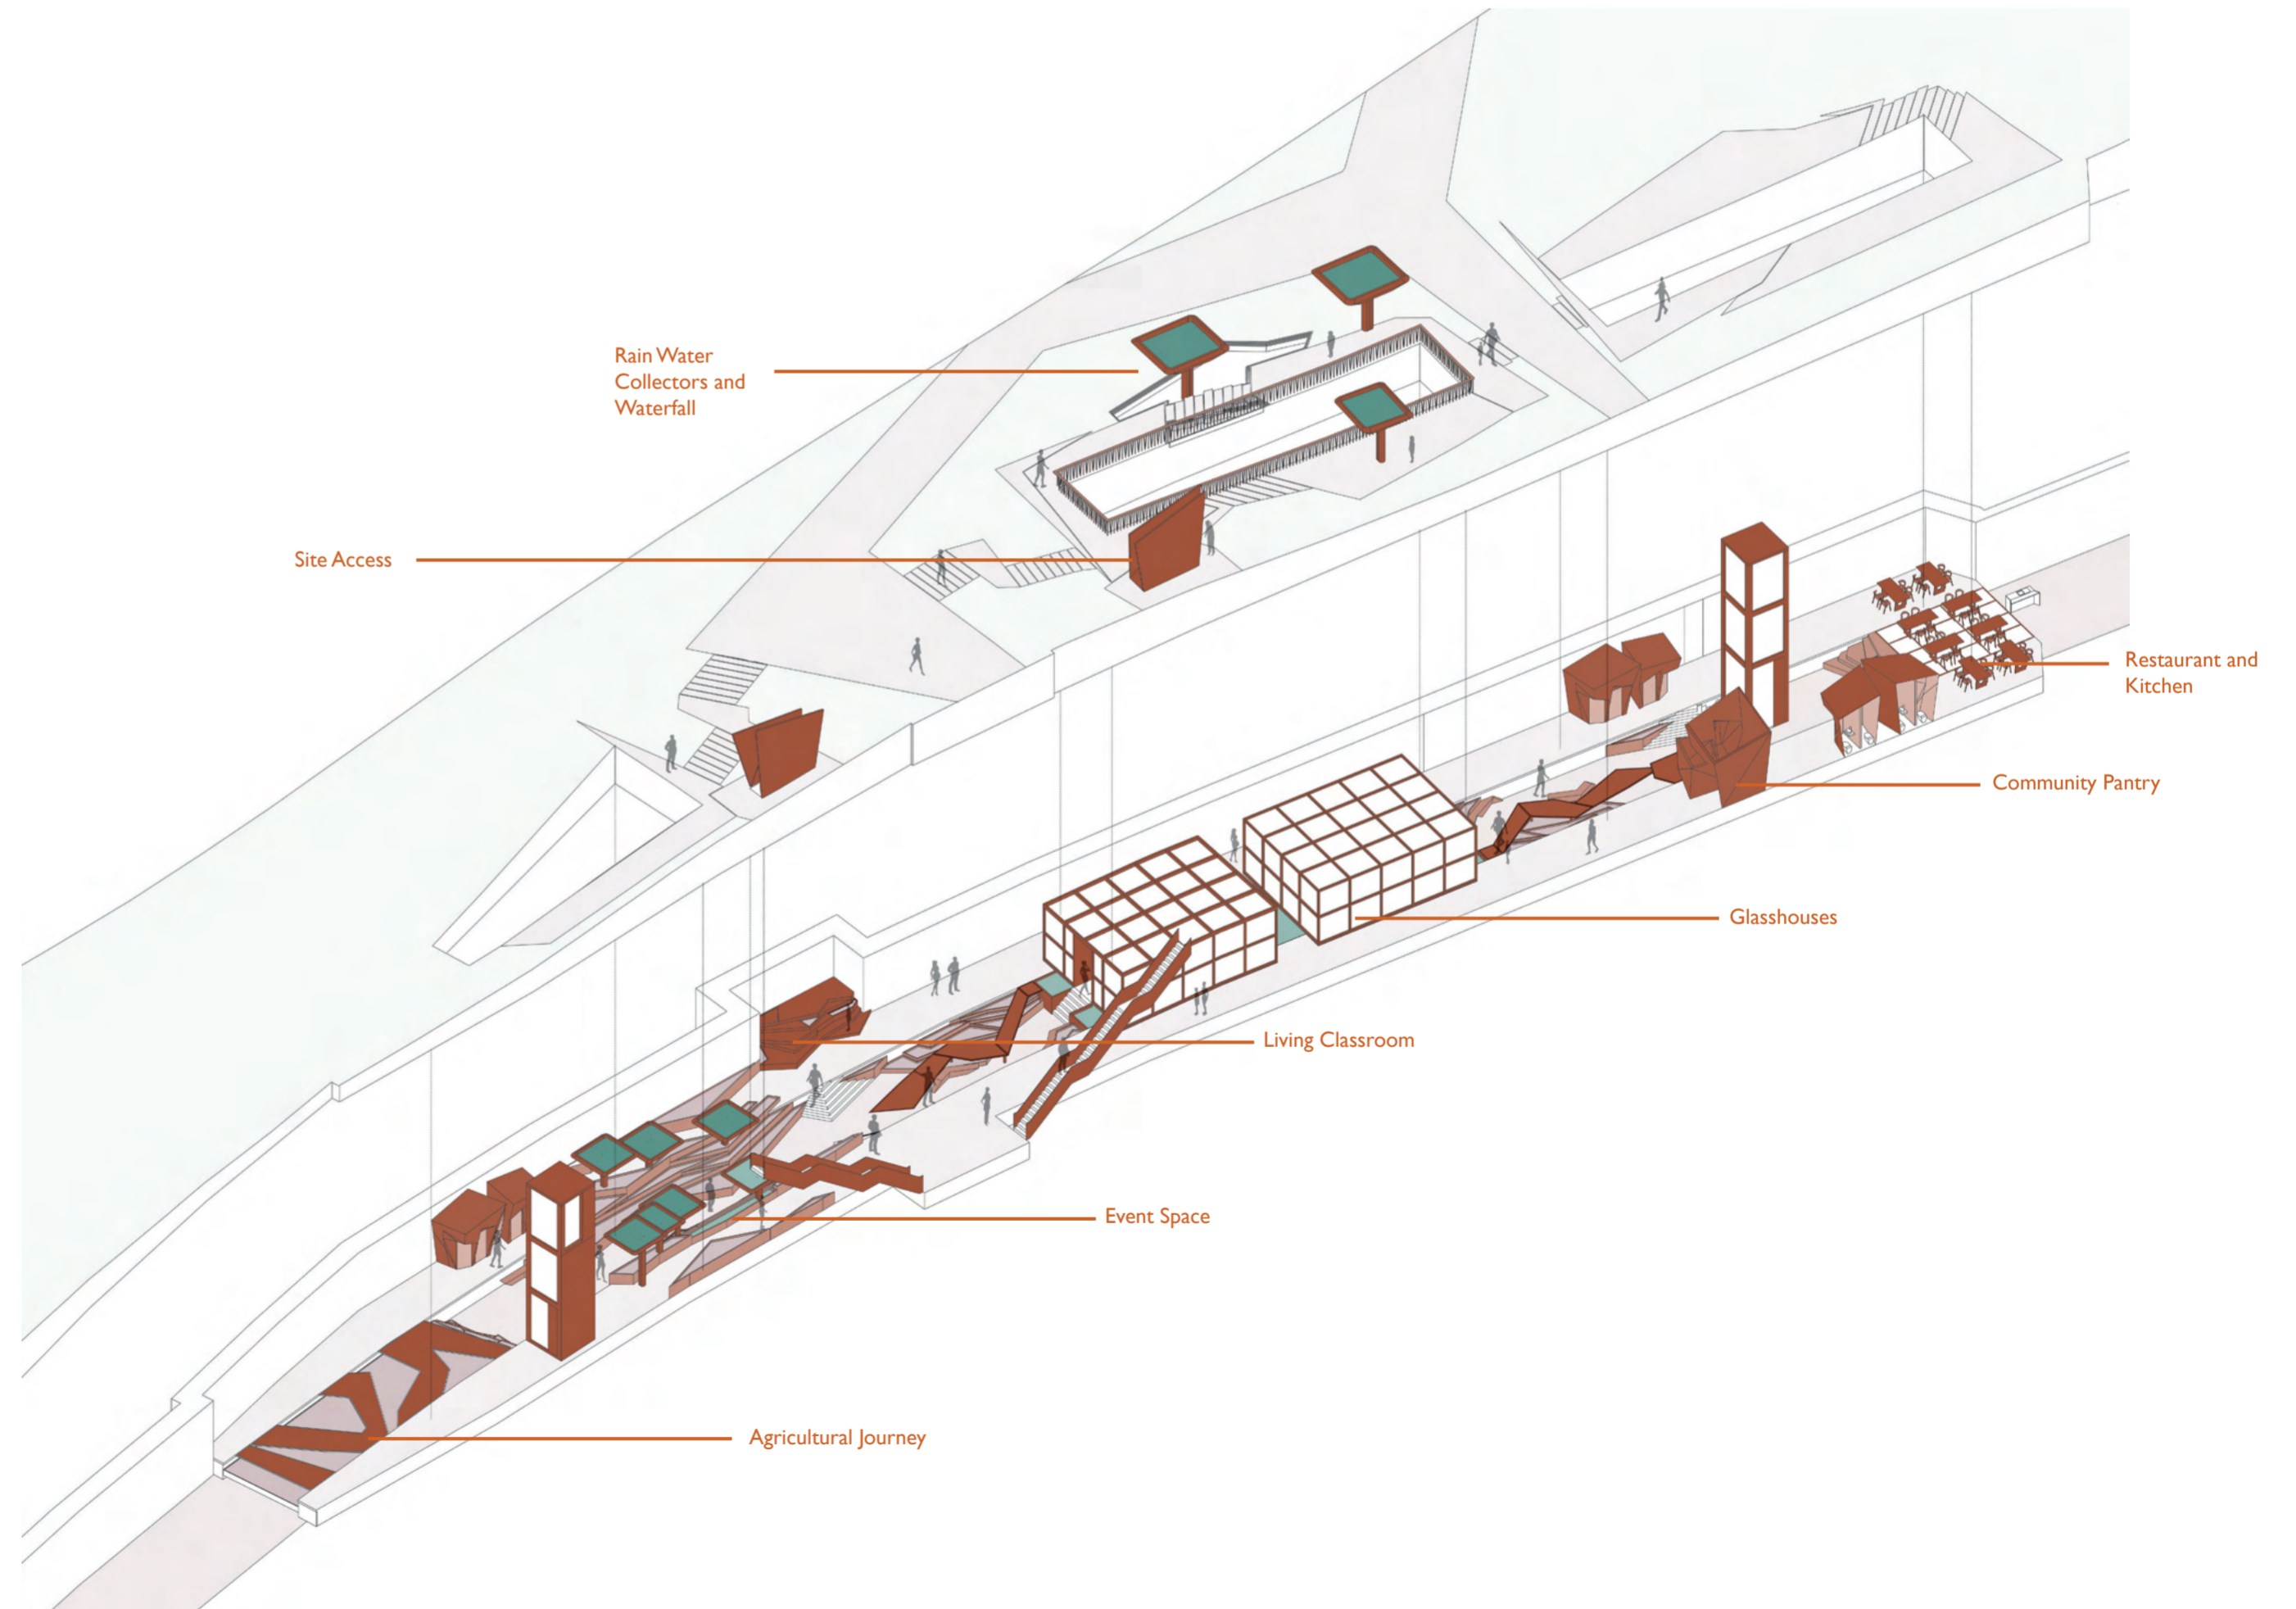 Rain Water
Collectors and
Waterfall
Site Access
Restaurant and
Kitchen
Community Pantry
Glasshouses
Living Classroom
Event Space
Agricultural Journey